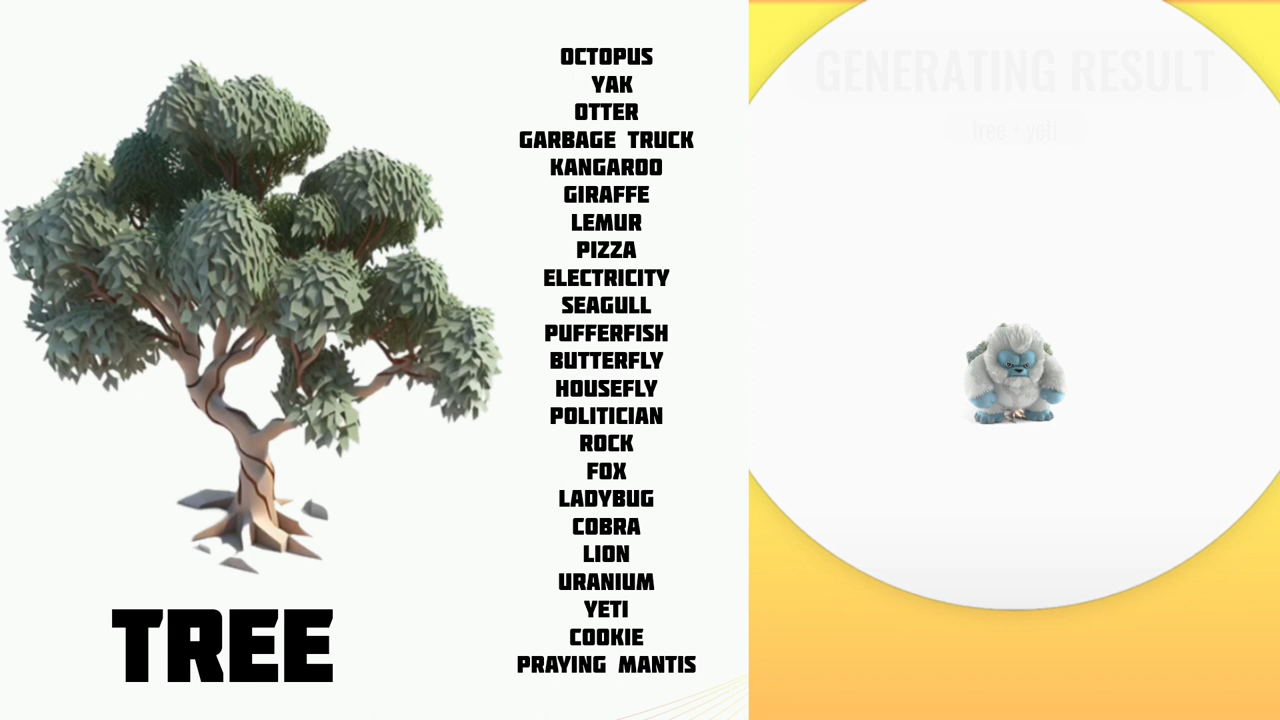 TREE
OCTOPUS
YAK
OTTER
GARBAGE TRUCK
KANGAROO
GIRAFFE
LEMUR
PIZZA
ELECTRICITY
SEAGULL
PUFFERFISH
BUTTERFLY
HOUSEFLY
POLITICIAN
ROCK
FOX
LADYBUG
COBRA
LION
URANIUM
YETI
COOKIE
PRAYING MANTIS
GENERATING RESULT
tree + yeti